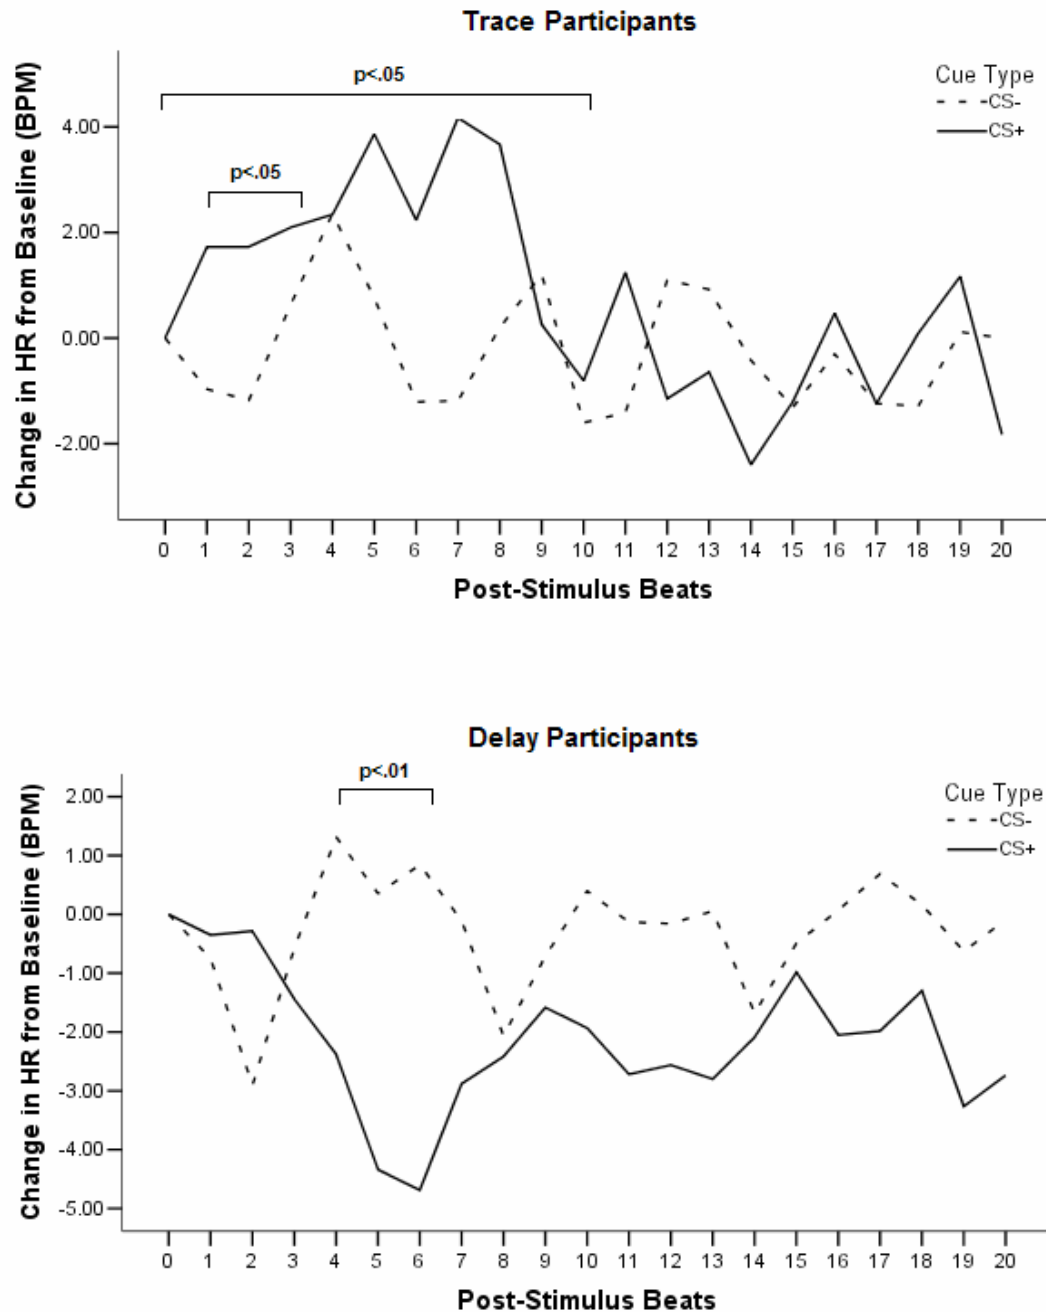 Trace Participants
p<.05
p<.05
Cue Type
CS-
CS+
Change in HR from Baseline (BPM)
4.00
2.00
0.00
-2.00
0 1 2 3 4 5 6 7 8 9 10 11 12 13 14 15 16 17 18 19 20
Post-Stimulus Beats
Delay Participants
p<.01
Cue Type
CS-
CS+
Change in HR from Baseline (BPM)
2.00
1.00
0.00
-1.00
-2.00
-3.00
-4.00
-5.00
0 1 2 3 4 5 6 7 8 9 10 11 12 13 14 15 16 17 18 19 20
Post-Stimulus Beats